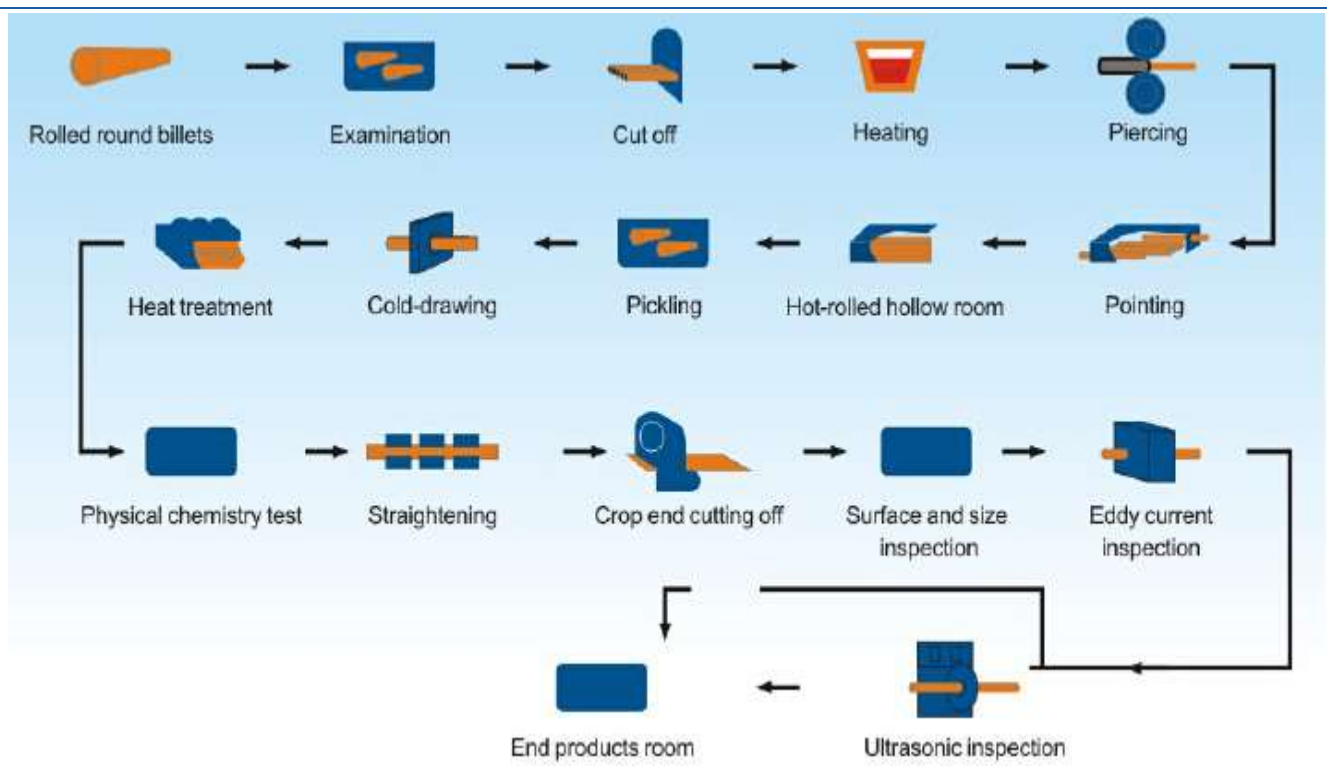 Rolled round billets
Examination
Cut off
Heating
Piercing
Heat treatment
Cold-drawing
Pickling
Hot-rolled hollow room
Pointing
Physical chemistry test
Straightening
Crop end cutting off
Surface and size
inspection
Eddy current
inspection
End products room
Ultrasonic inspection